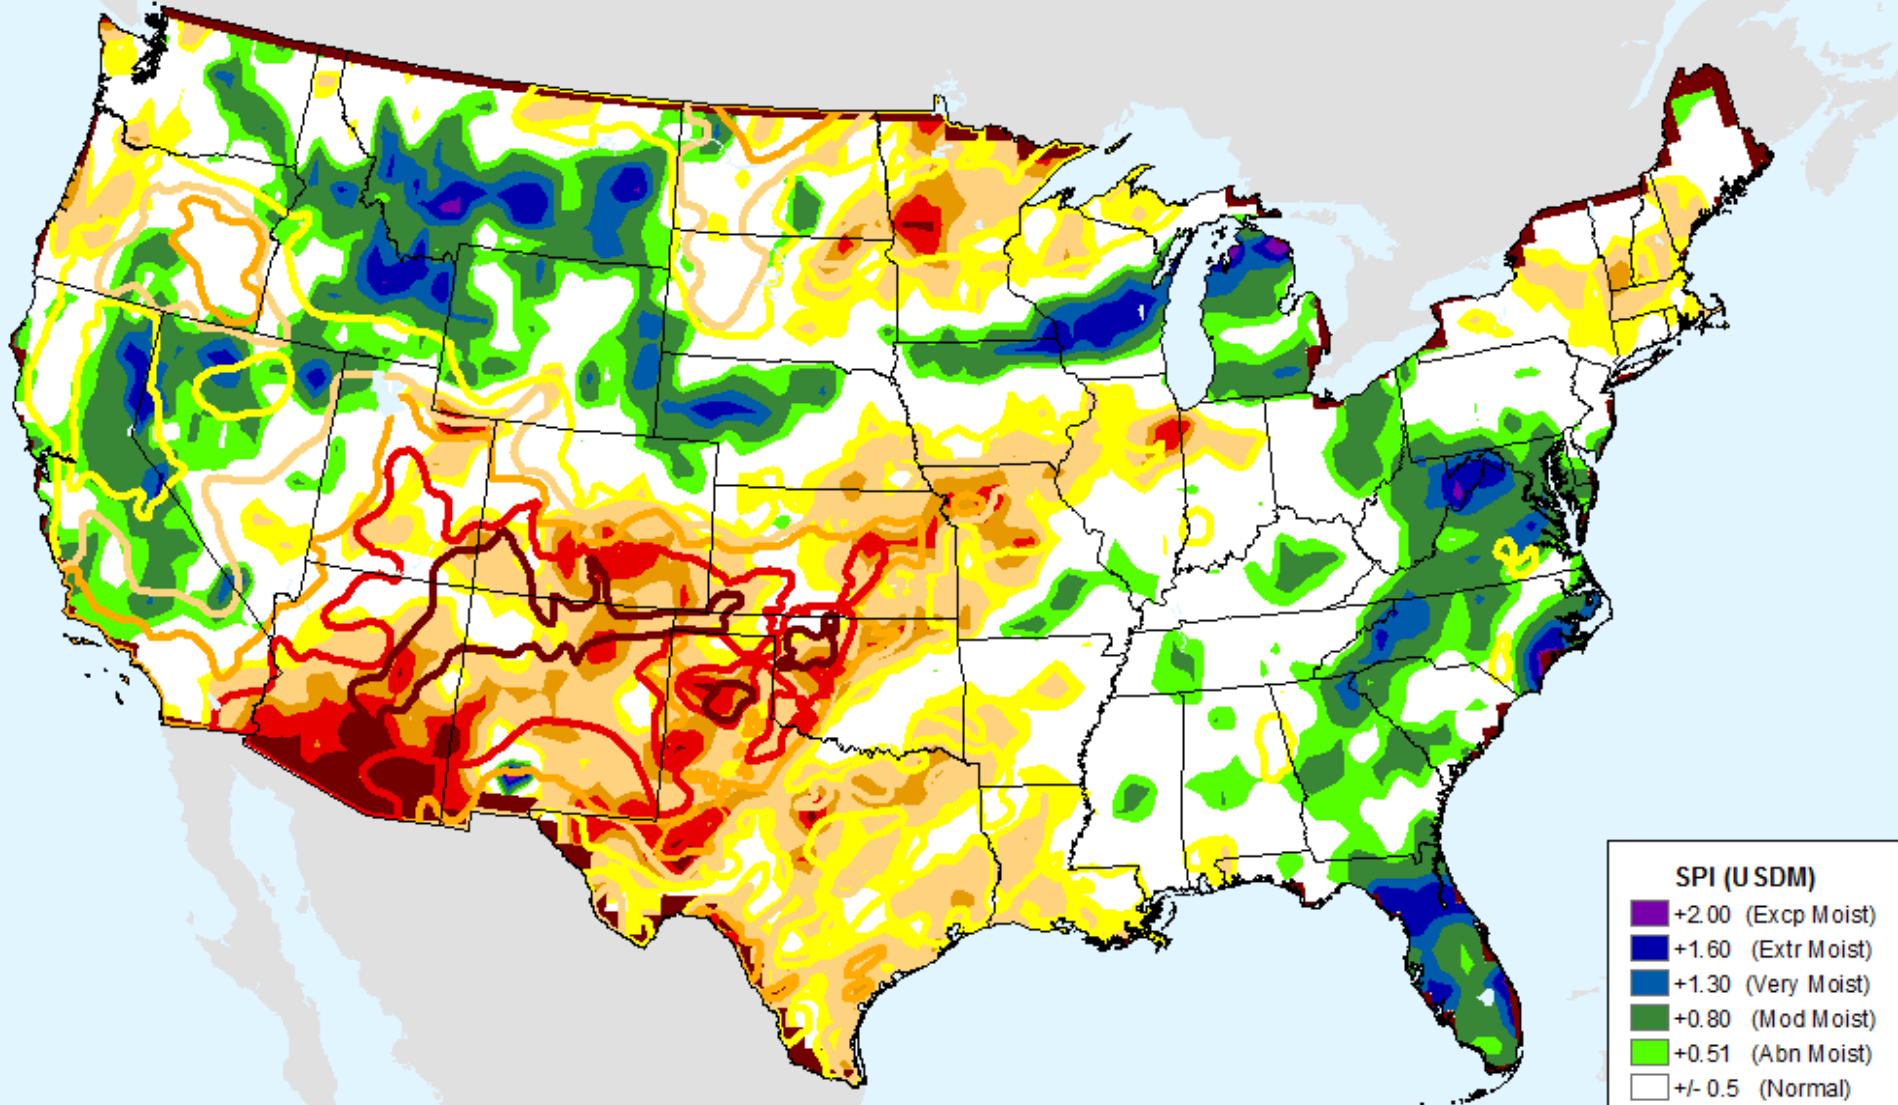 SPI (USDM)
+2.00 (Excp Moist)
+1.60 (Extr Moist)
+1.30 (Very Moist)
+0.80 (Mod Moist)
+0.51 (Abn Moist)
+/- 0.5 (Normal)